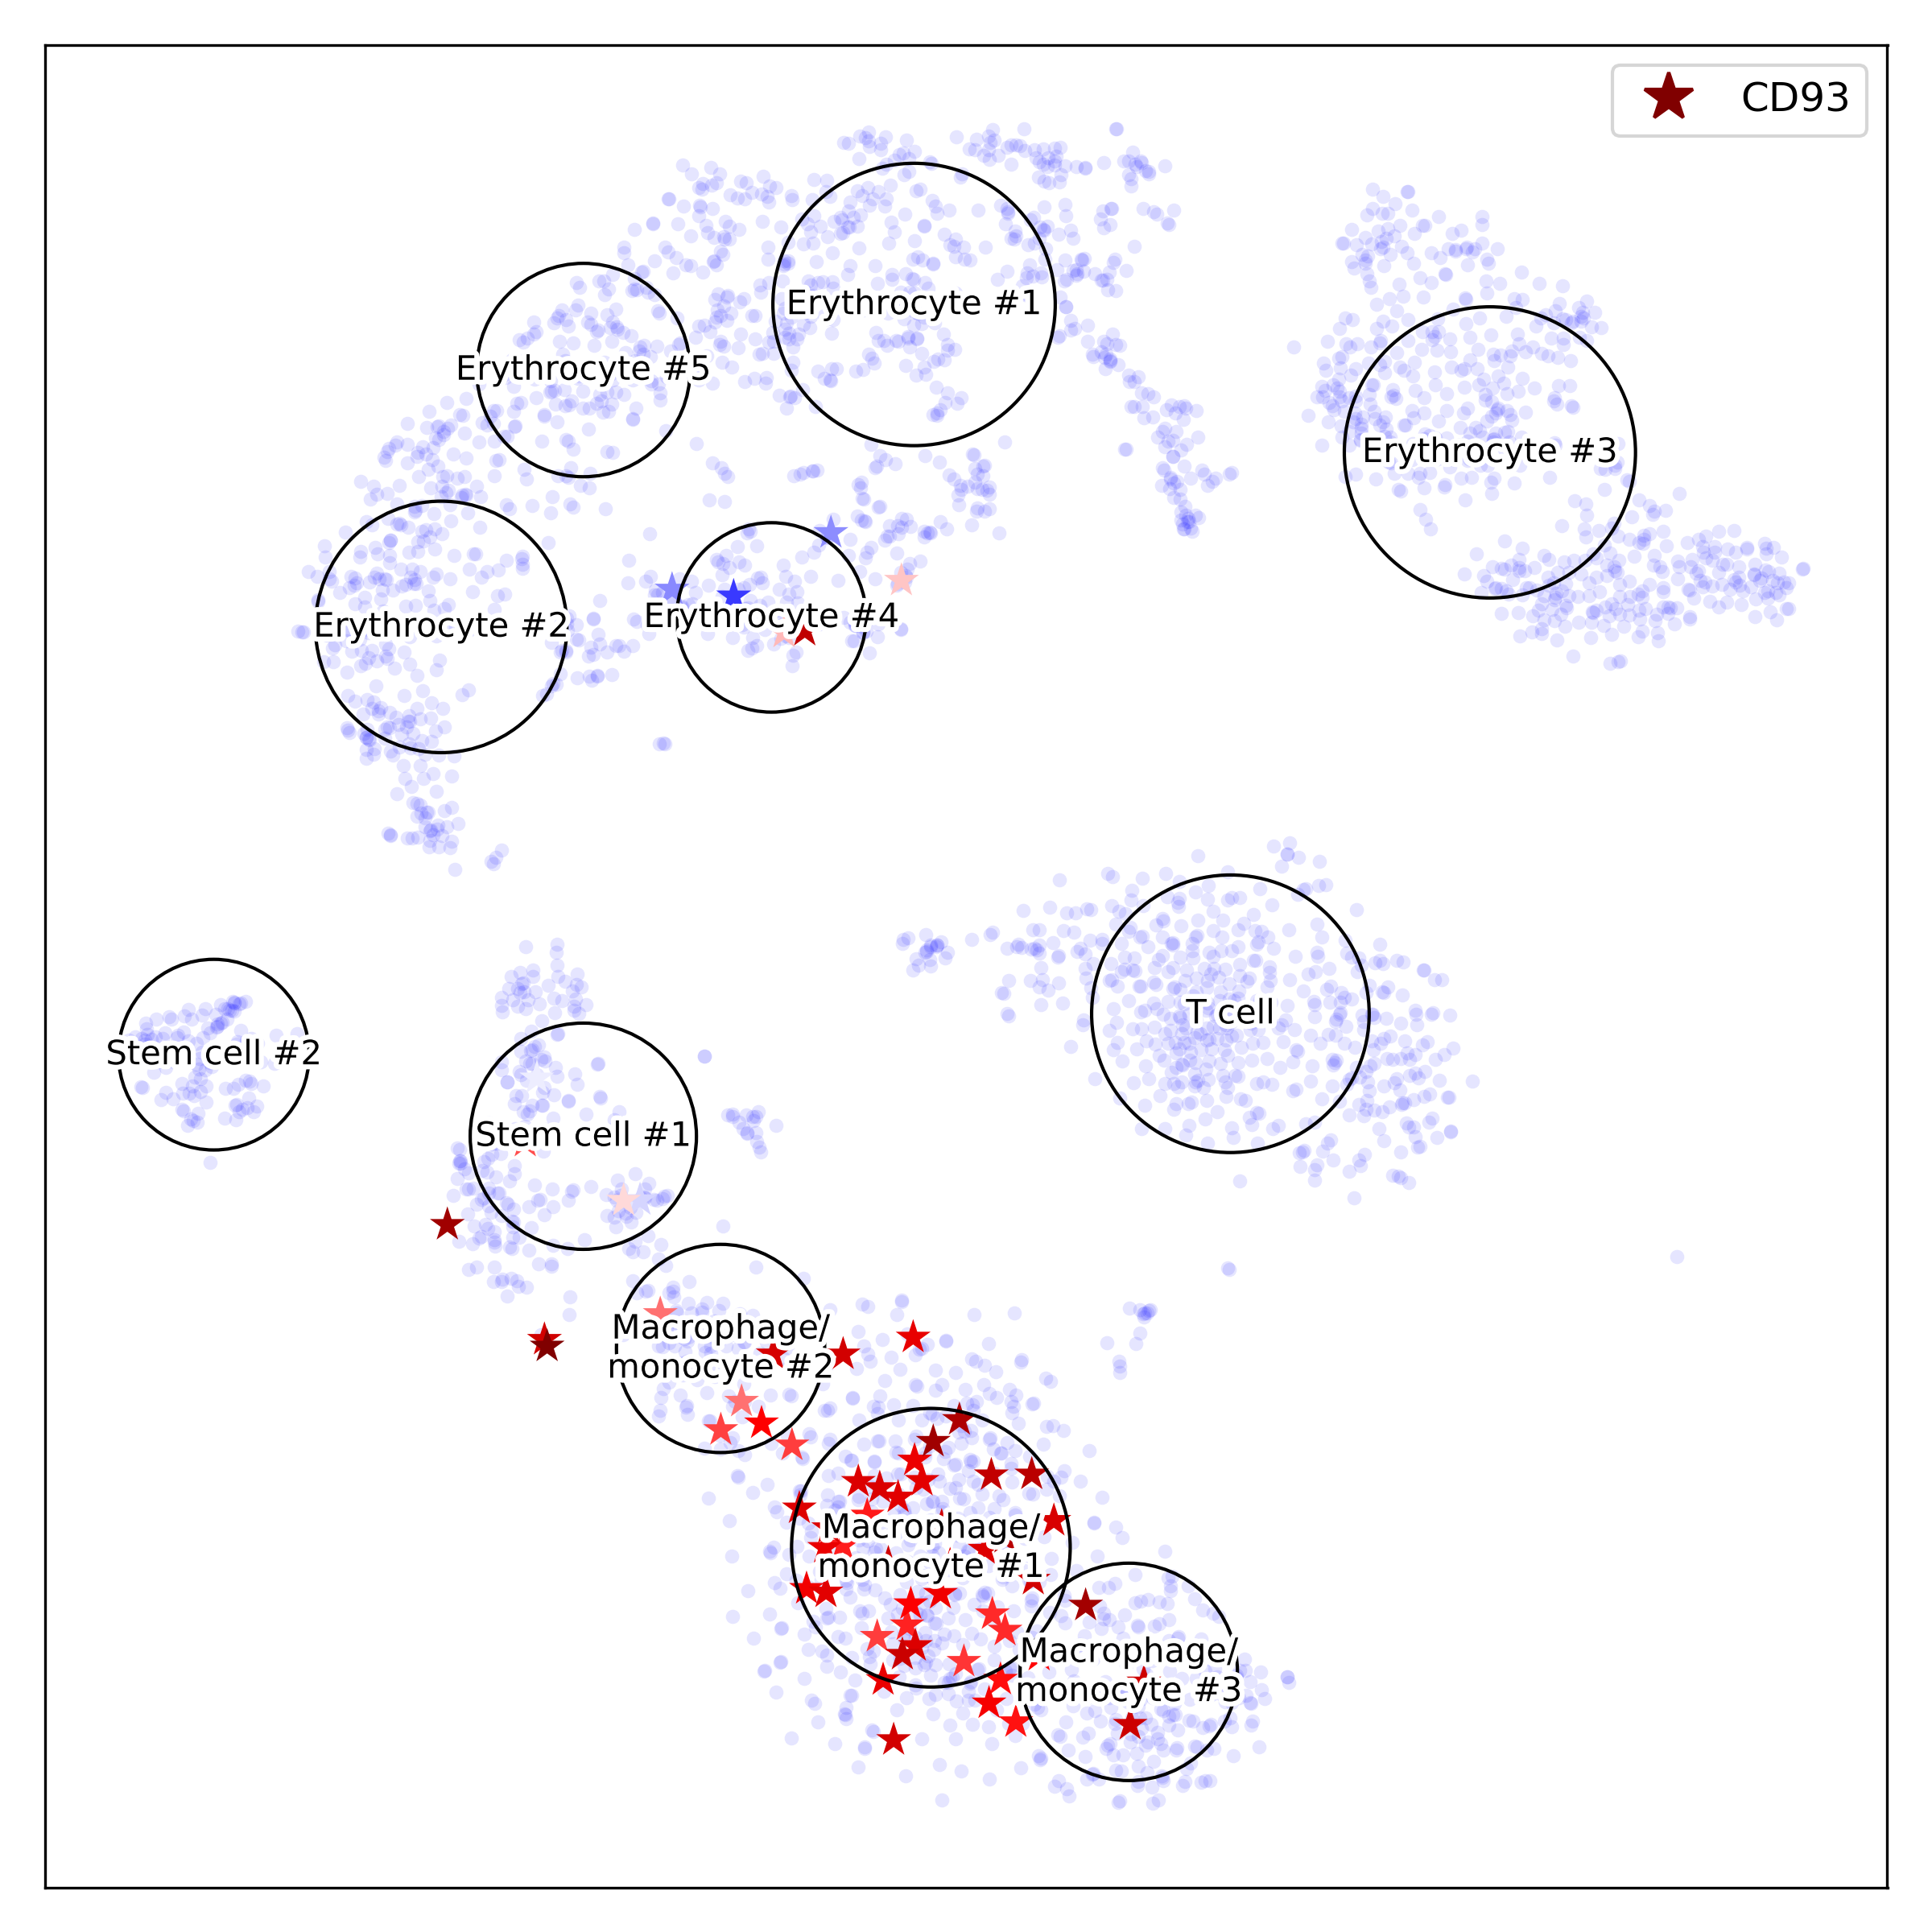 CD93
Erythrocyte #1
Erythrocyte #5
Erythrocyte #3
Erythrocyte #4
Erythrocyte #2
T cell
Stem cell #2
Stem cell #1
Macrophage/
monocyte #2
Macrophage/
monocyte #1
Macrophage/
monocyte #3